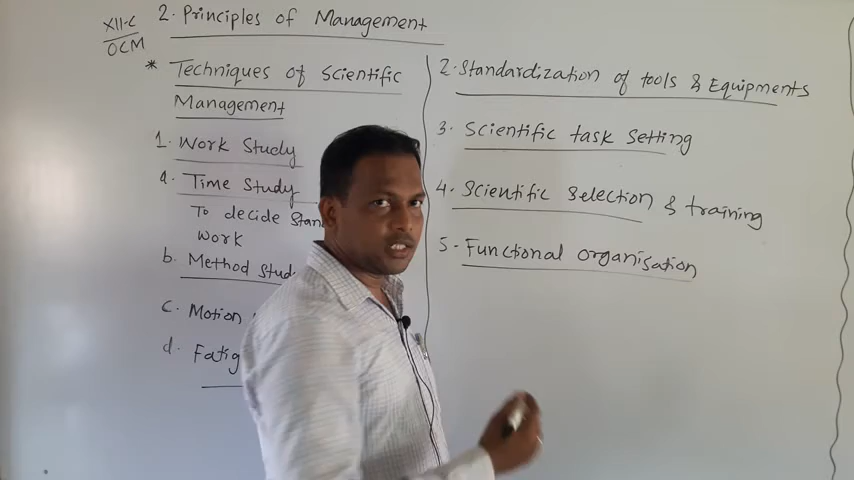 XII-C
OCM
2. Principles of Management
* Techniques of Scientific
Management
1. Work Study
a. Time Study
To decide
work
b. Method
c. Motion
d.
2. Standardization of tools & Equipments
3. Scientific task Setting
4. Scientific Selection & training
5- Functional organisation